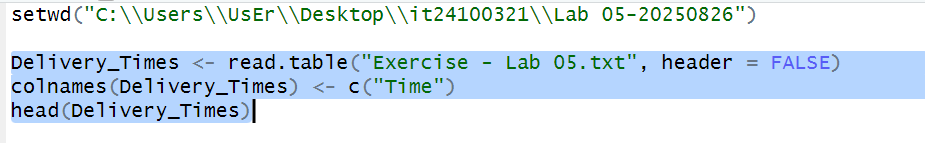 setwd("C:\\Users\\UsEr\\Desktop\\it24100321\\Lab 05-20250826")
Delivery_Times <- read.table("Exercise - Lab 05.txt", header = FALSE)
colnames(Delivery_Times) <- c("Time")
head(Delivery_Times)